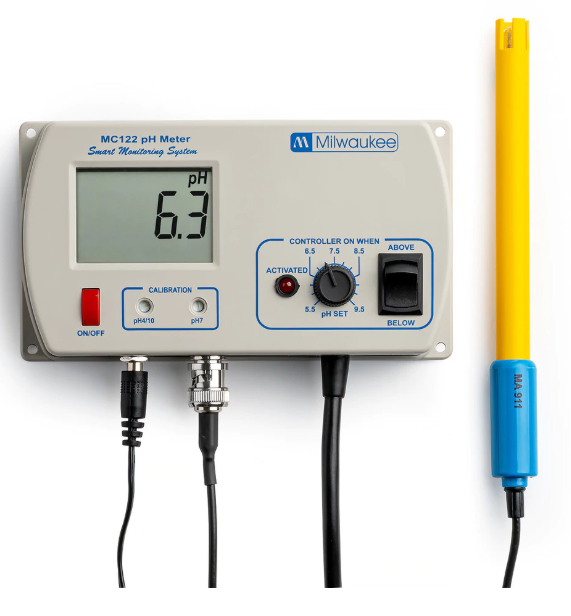 MC122 pH Meter
Smart Monitoring System
M Milwaukee
pH
6.3
CONTROLLER ON WHEN
6.5 7.5 8.5
ABOVE
ACTIVATED
5.5 pH SET 9.5
BELOW
CALIBRATION
pH4/10 pH7
ON/OFF
MA 911